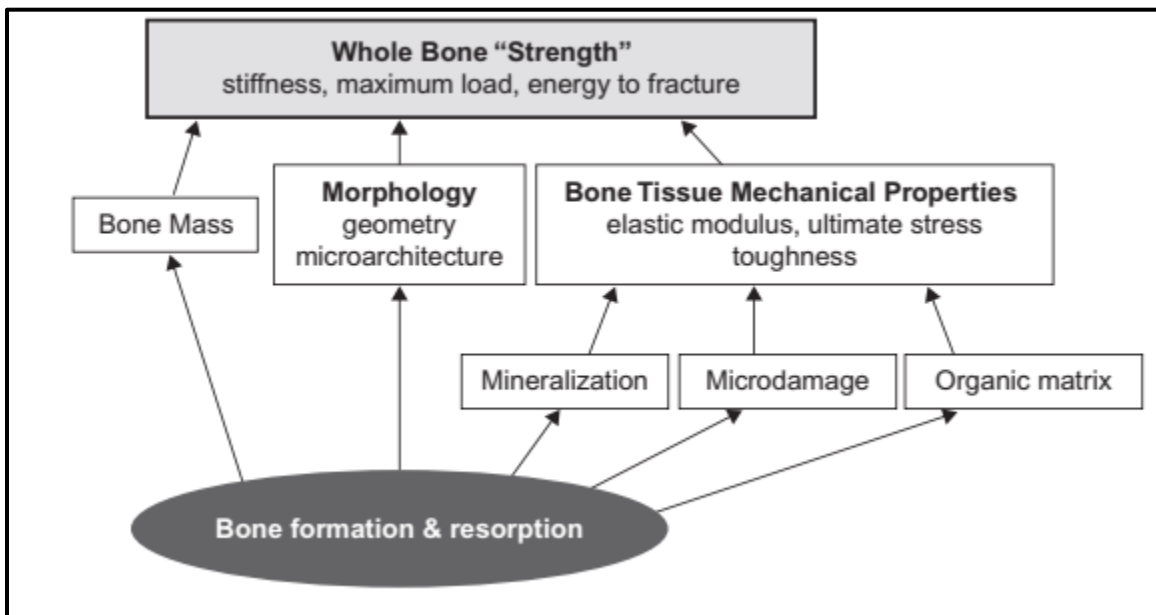 Whole Bone “Strength”
stiffness, maximum load, energy to fracture
Bone Mass
Morphology
geometry
microarchitecture
Bone Tissue Mechanical Properties
elastic modulus, ultimate stress
toughness
Mineralization
Microdamage
Organic matrix
Bone formation & resorption